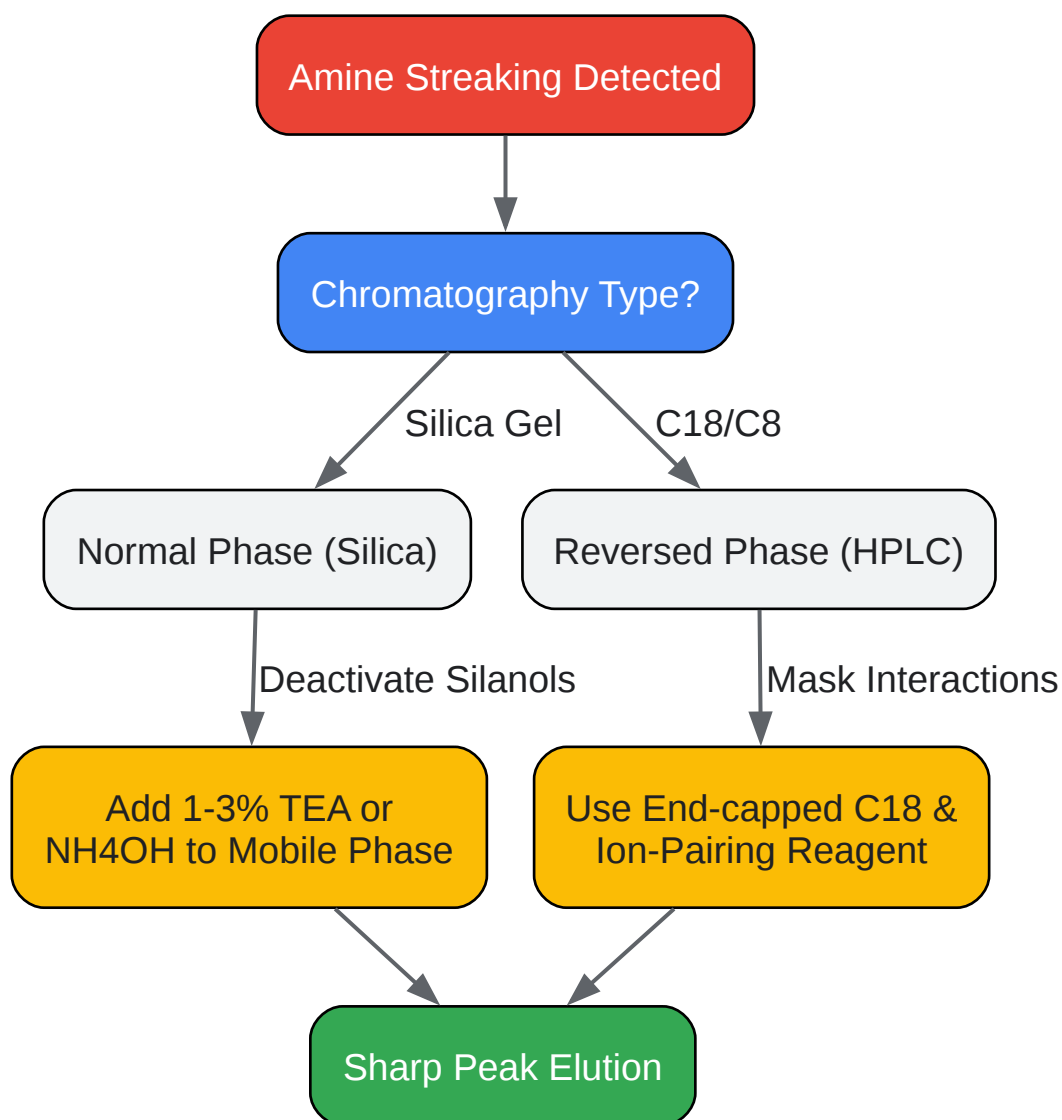 Amine Streaking Detected
Chromatography Type?
Silica Gel
C18/C8
Normal Phase (Silica)
Reversed Phase (HPLC)
Deactivate Silanols
Mask Interactions
Add 1-3% TEA or
NH4OH to Mobile Phase
Use End-capped C18 &
Ion-Pairing Reagent
Sharp Peak Elution